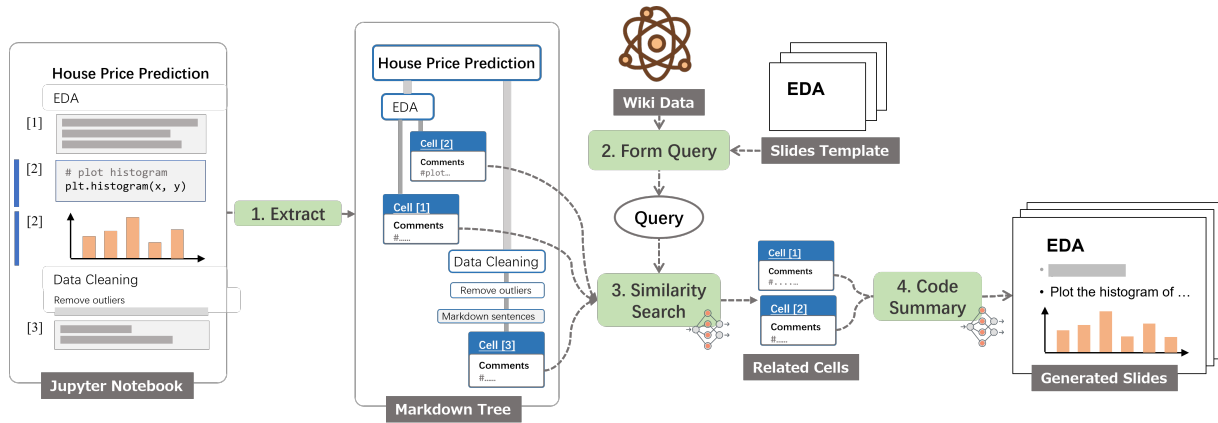 House Price Prediction
EDA
[1]
[2]
# plot histogram
plt.histogram(x, y)
[2]
Data Cleaning
Remove outliers
[3]
Jupyter Notebook
1. Extract
House Price Prediction
EDA
Cell [2]
Comments
#plot...
Cell [1]
Comments
#......
Data Cleaning
Remove outliers
Markdown sentences
Cell [3]
Comments
#.....
Markdown Tree
Wiki Data
2. Form Query
EDA
Slides Template
Query
3. Similarity
Search
Cell [1]
Comments
#.....
Cell [2]
Comments
#.....
Related Cells
4. Code
Summary
EDA
• Plot the histogram of ...
Generated Slides